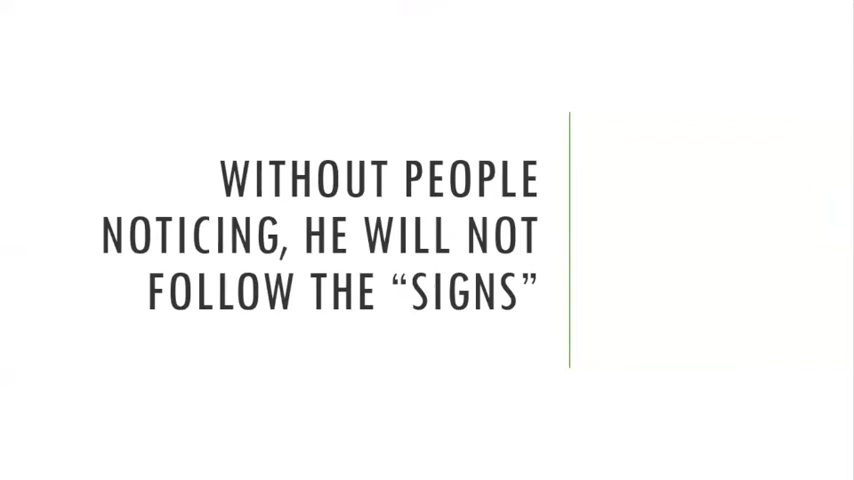 WITHOUT PEOPLE
NOTICING, HE WILL NOT
FOLLOW THE “SIGNS”